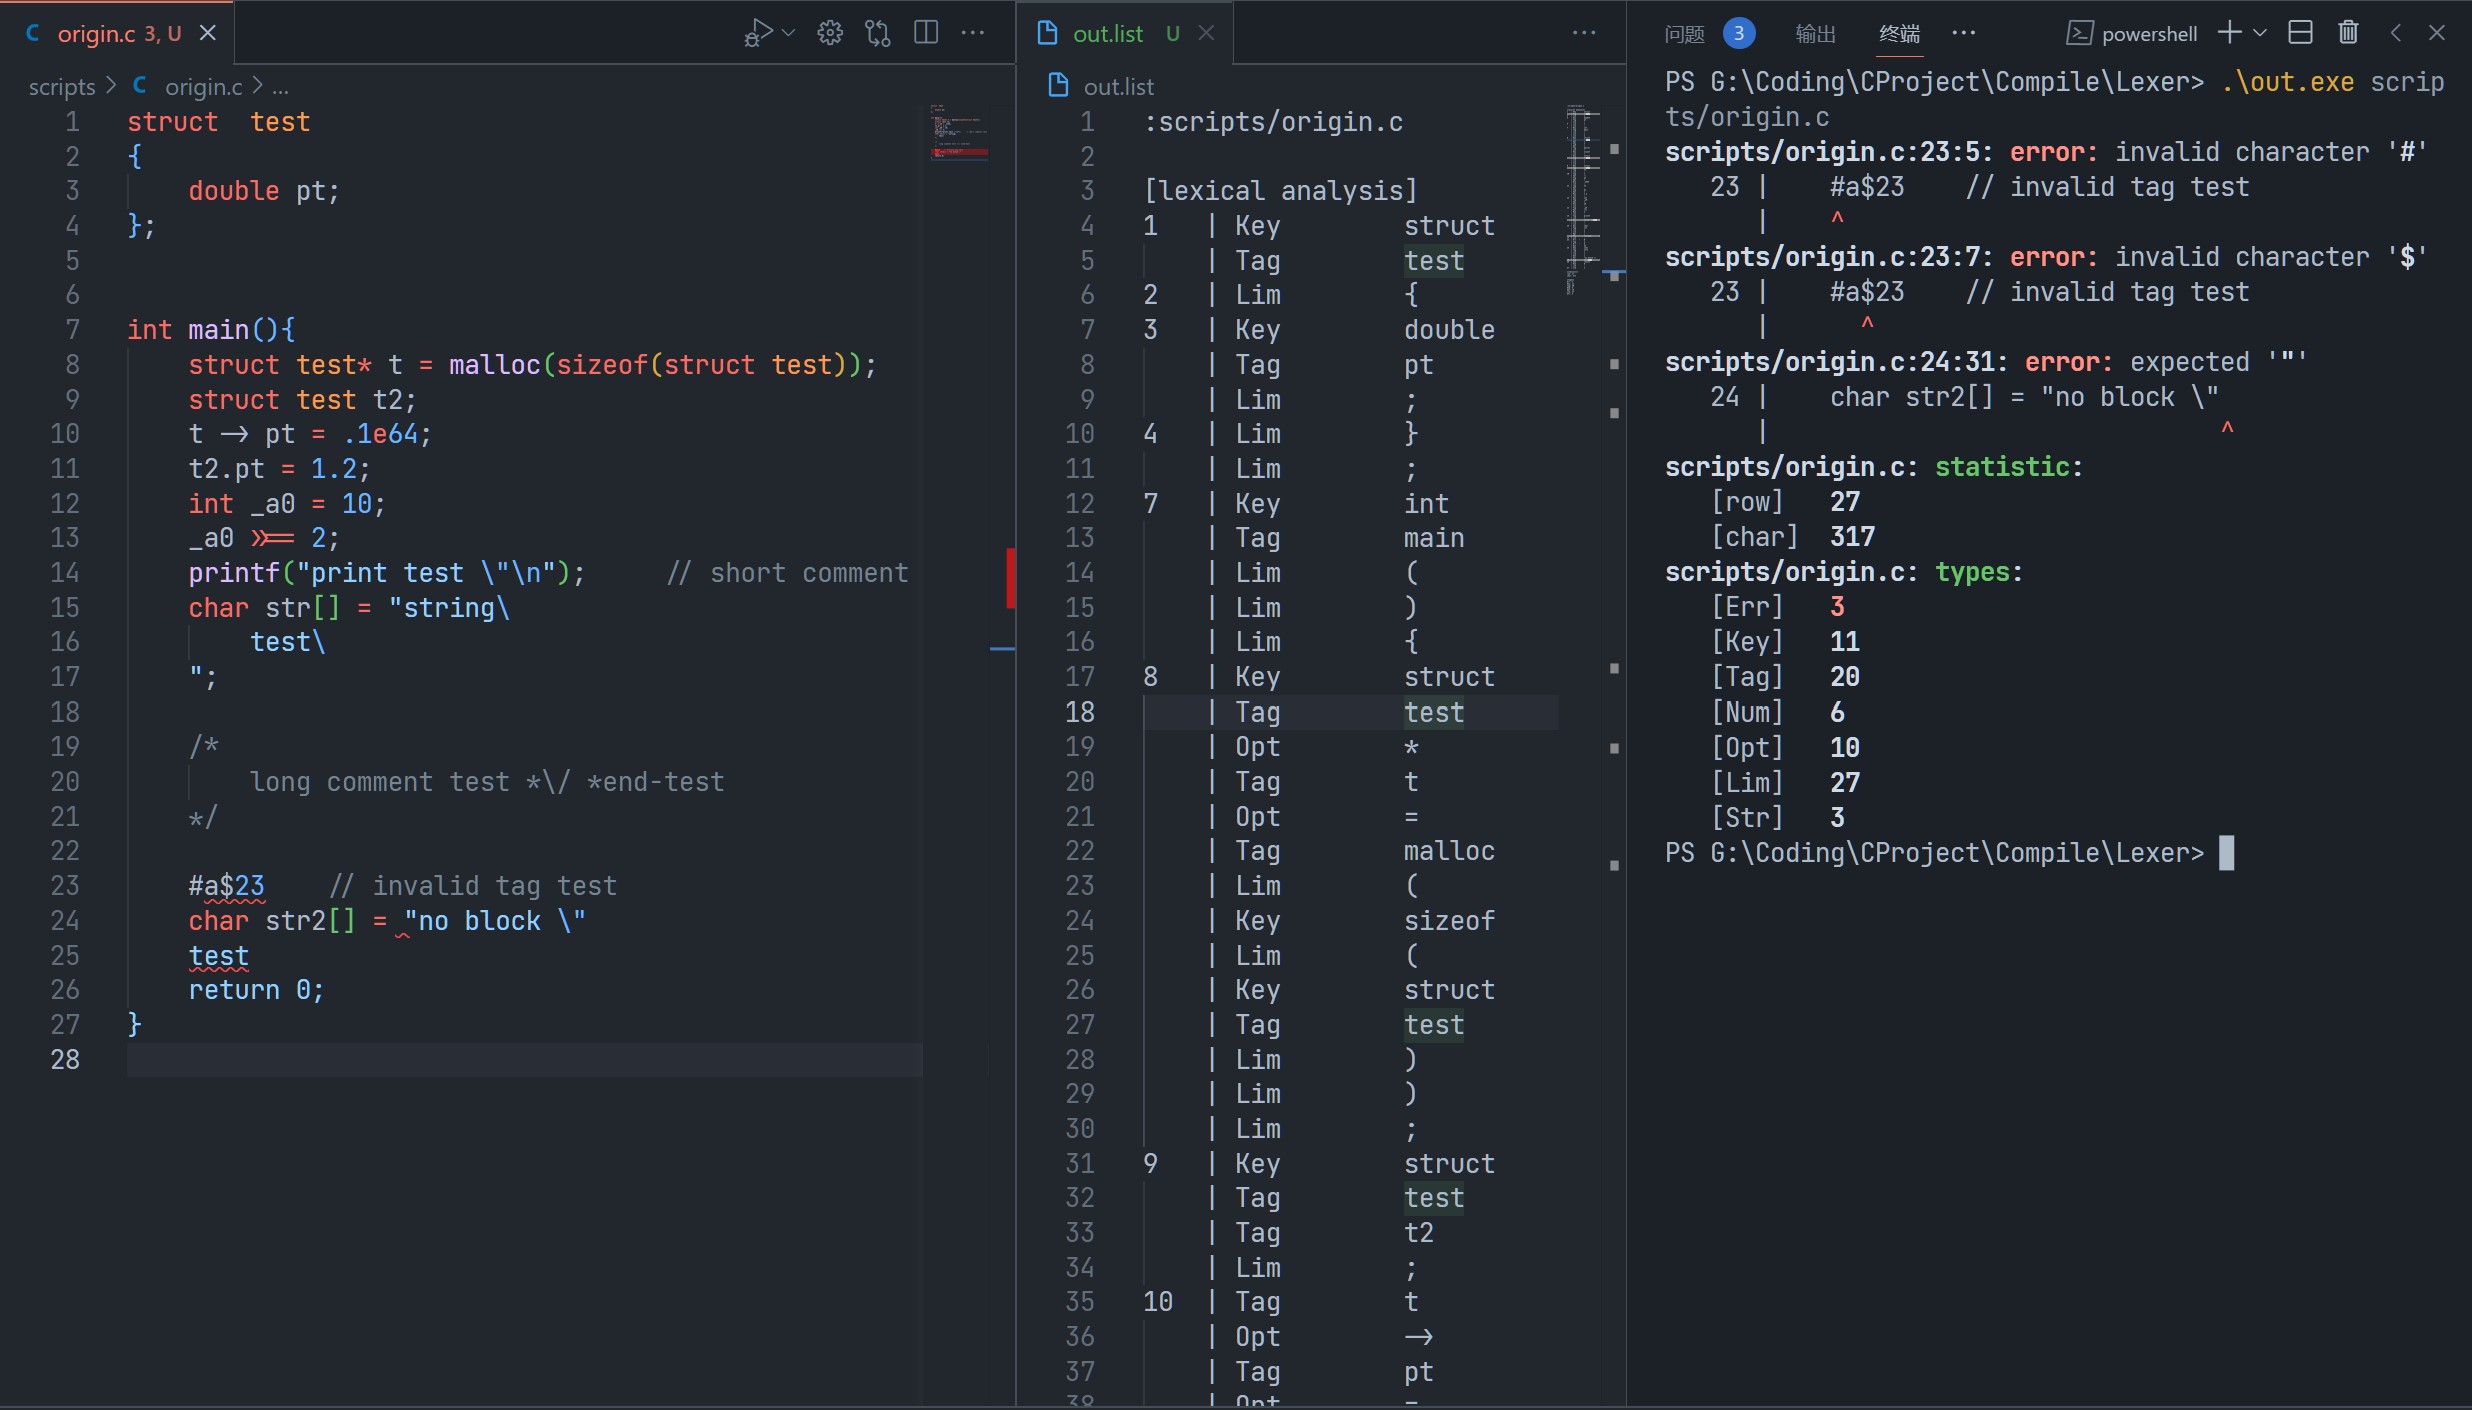 origin.c 3, U
scripts > C origin.c > ...
1 struct  test
2 {
3     double pt;
4 };
5
6
7 int main(){
8     struct test* t = malloc(sizeof(struct test));
9     struct test t2;
10     t -> pt = .1e64;
11     t2.pt = 1.2;
12     int _a0 = 10;
13     _a0 >>= 2;
14     printf("print test \"\n");     // short comment
15     char str[] = "string\
16         test\
17     ";
18
19     /*
20         long comment test *\/ *end-test
21     */
22
23     #a$23    // invalid tag test
24     char str2[] = "no block \"
25     test
26     return 0;
27 }
28
out.list U
out.list
1 :scripts/origin.c
2
3 [lexical analysis]
4 1   | Key        struct
5     | Tag        test
6 2   | Lim        {
7 3   | Key        double
8     | Tag        pt
9     | Lim        ;
10 4   | Lim        }
11     | Lim        ;
12 7   | Key        int
13     | Tag        main
14     | Lim        (
15     | Lim        )
16     | Lim        {
17 8   | Key        struct
18     | Tag        test
19     | Opt        *
20     | Tag        t
21     | Opt        =
22     | Tag        malloc
23     | Lim        (
24     | Key        sizeof
25     | Lim        (
26     | Key        struct
27     | Tag        test
28     | Lim        )
29     | Lim        )
30     | Lim        ;
31 9   | Key        struct
32     | Tag        test
33     | Tag        t2
34     | Lim        ;
35 10  | Tag        t
36     | Opt        ->
37     | Tag        pt
38     | Opt        =
问题 3 输出 终端 ... powershell
PS G:\Coding\CProject\Compile\Lexer> .\out.exe scrip
ts/origin.c
scripts/origin.c:23:5: error: invalid character '#'
   23 |    #a$23    // invalid tag test
      |    ^
scripts/origin.c:23:7: error: invalid character '$'
   23 |    #a$23    // invalid tag test
      |      ^
scripts/origin.c:24:31: error: expected '"'
   24 |    char str2[] = "no block \"
      |                              ^
scripts/origin.c: statistic:
   [row]   27
   [char]  317
scripts/origin.c: types:
   [Err]   3
   [Key]   11
   [Tag]   20
   [Num]   6
   [Opt]   10
   [Lim]   27
   [Str]   3
PS G:\Coding\CProject\Compile\Lexer>